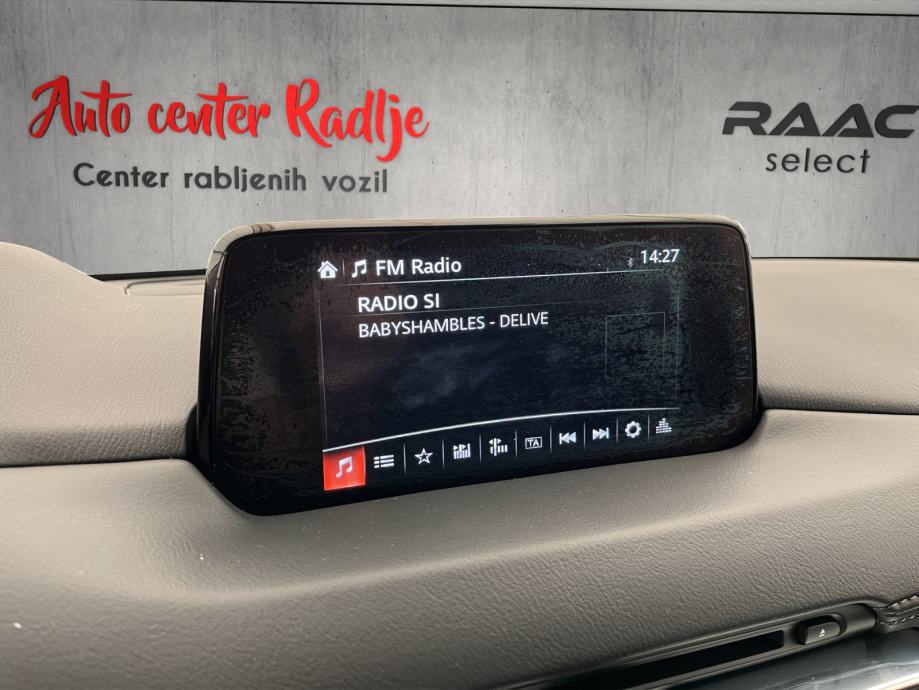 Auto center Radlje
Center rabljenih vozil
RAAC
select
FM Radio
14:27
RADIO SI
BABYSHAMBLES - DELIVE
TA